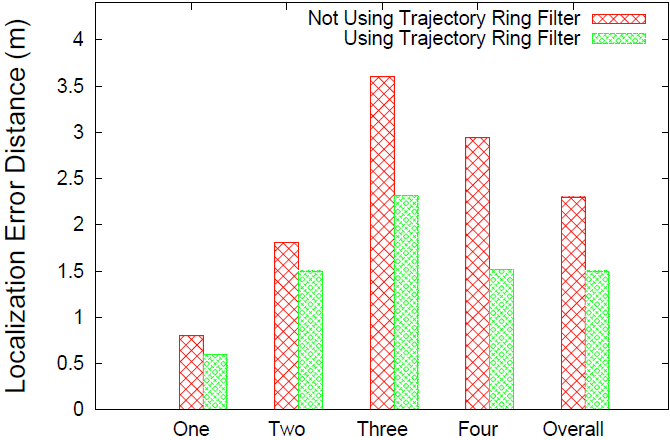 Not Using Trajectory Ring Filter
Using Trajectory Ring Filter
Localization Error Distance (m)
4
3.5
3
2.5
2
1.5
1
0.5
0
One Two Three Four Overall